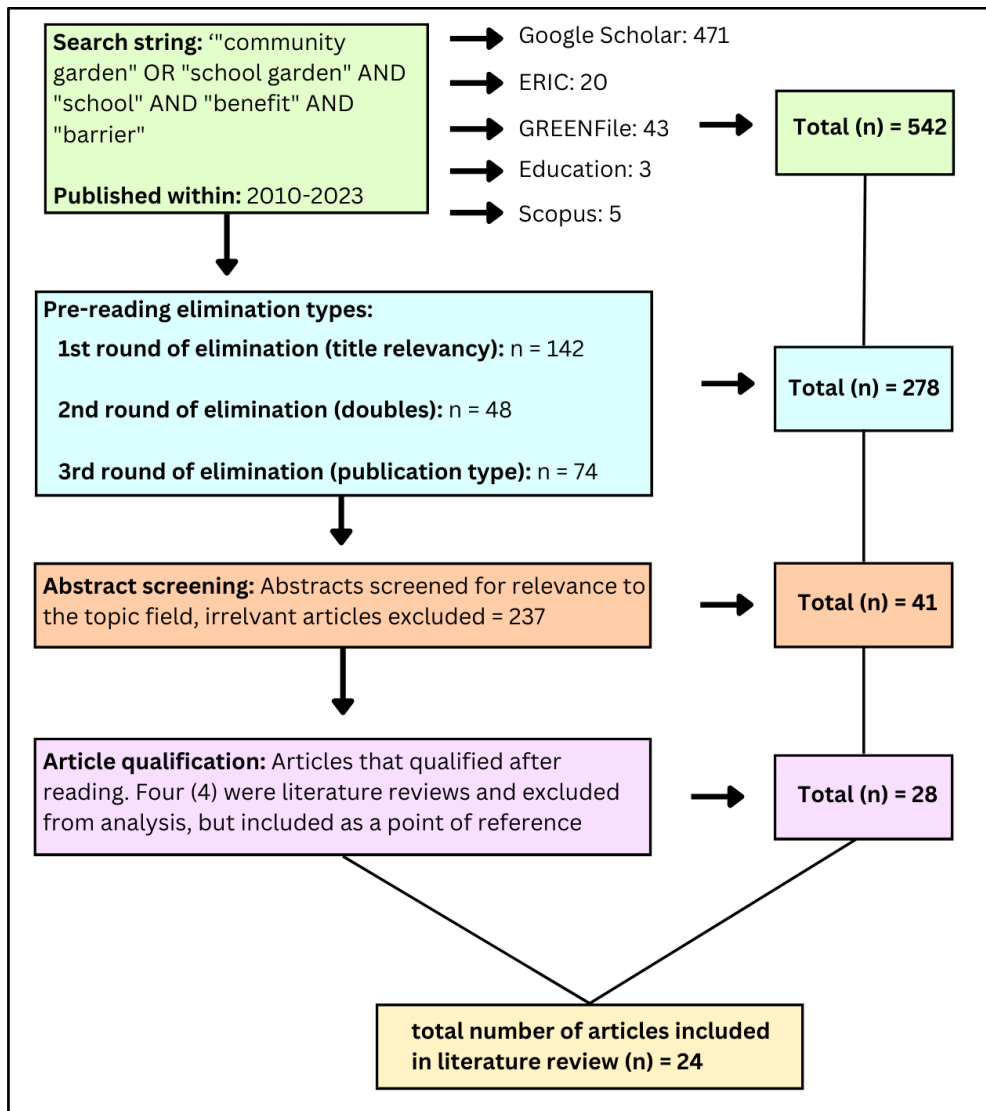 Search string: ‘"community
garden" OR "school garden" AND
"school" AND "benefit" AND
"barrier"
Published within: 2010-2023
Google Scholar: 471
ERIC: 20
GREENFile: 43
Education: 3
Scopus: 5
Total (n) = 542
Pre-reading elimination types:
1st round of elimination (title relevancy): n = 142
2nd round of elimination (doubles): n = 48
3rd round of elimination (publication type): n = 74
Total (n) = 278
Abstract screening: Abstracts screened for relevance to
the topic field, irrelvant articles excluded = 237
Total (n) = 41
Article qualification: Articles that qualified after
reading. Four (4) were literature reviews and excluded
from analysis, but included as a point of reference
Total (n) = 28
total number of articles included
in literature review (n) = 24